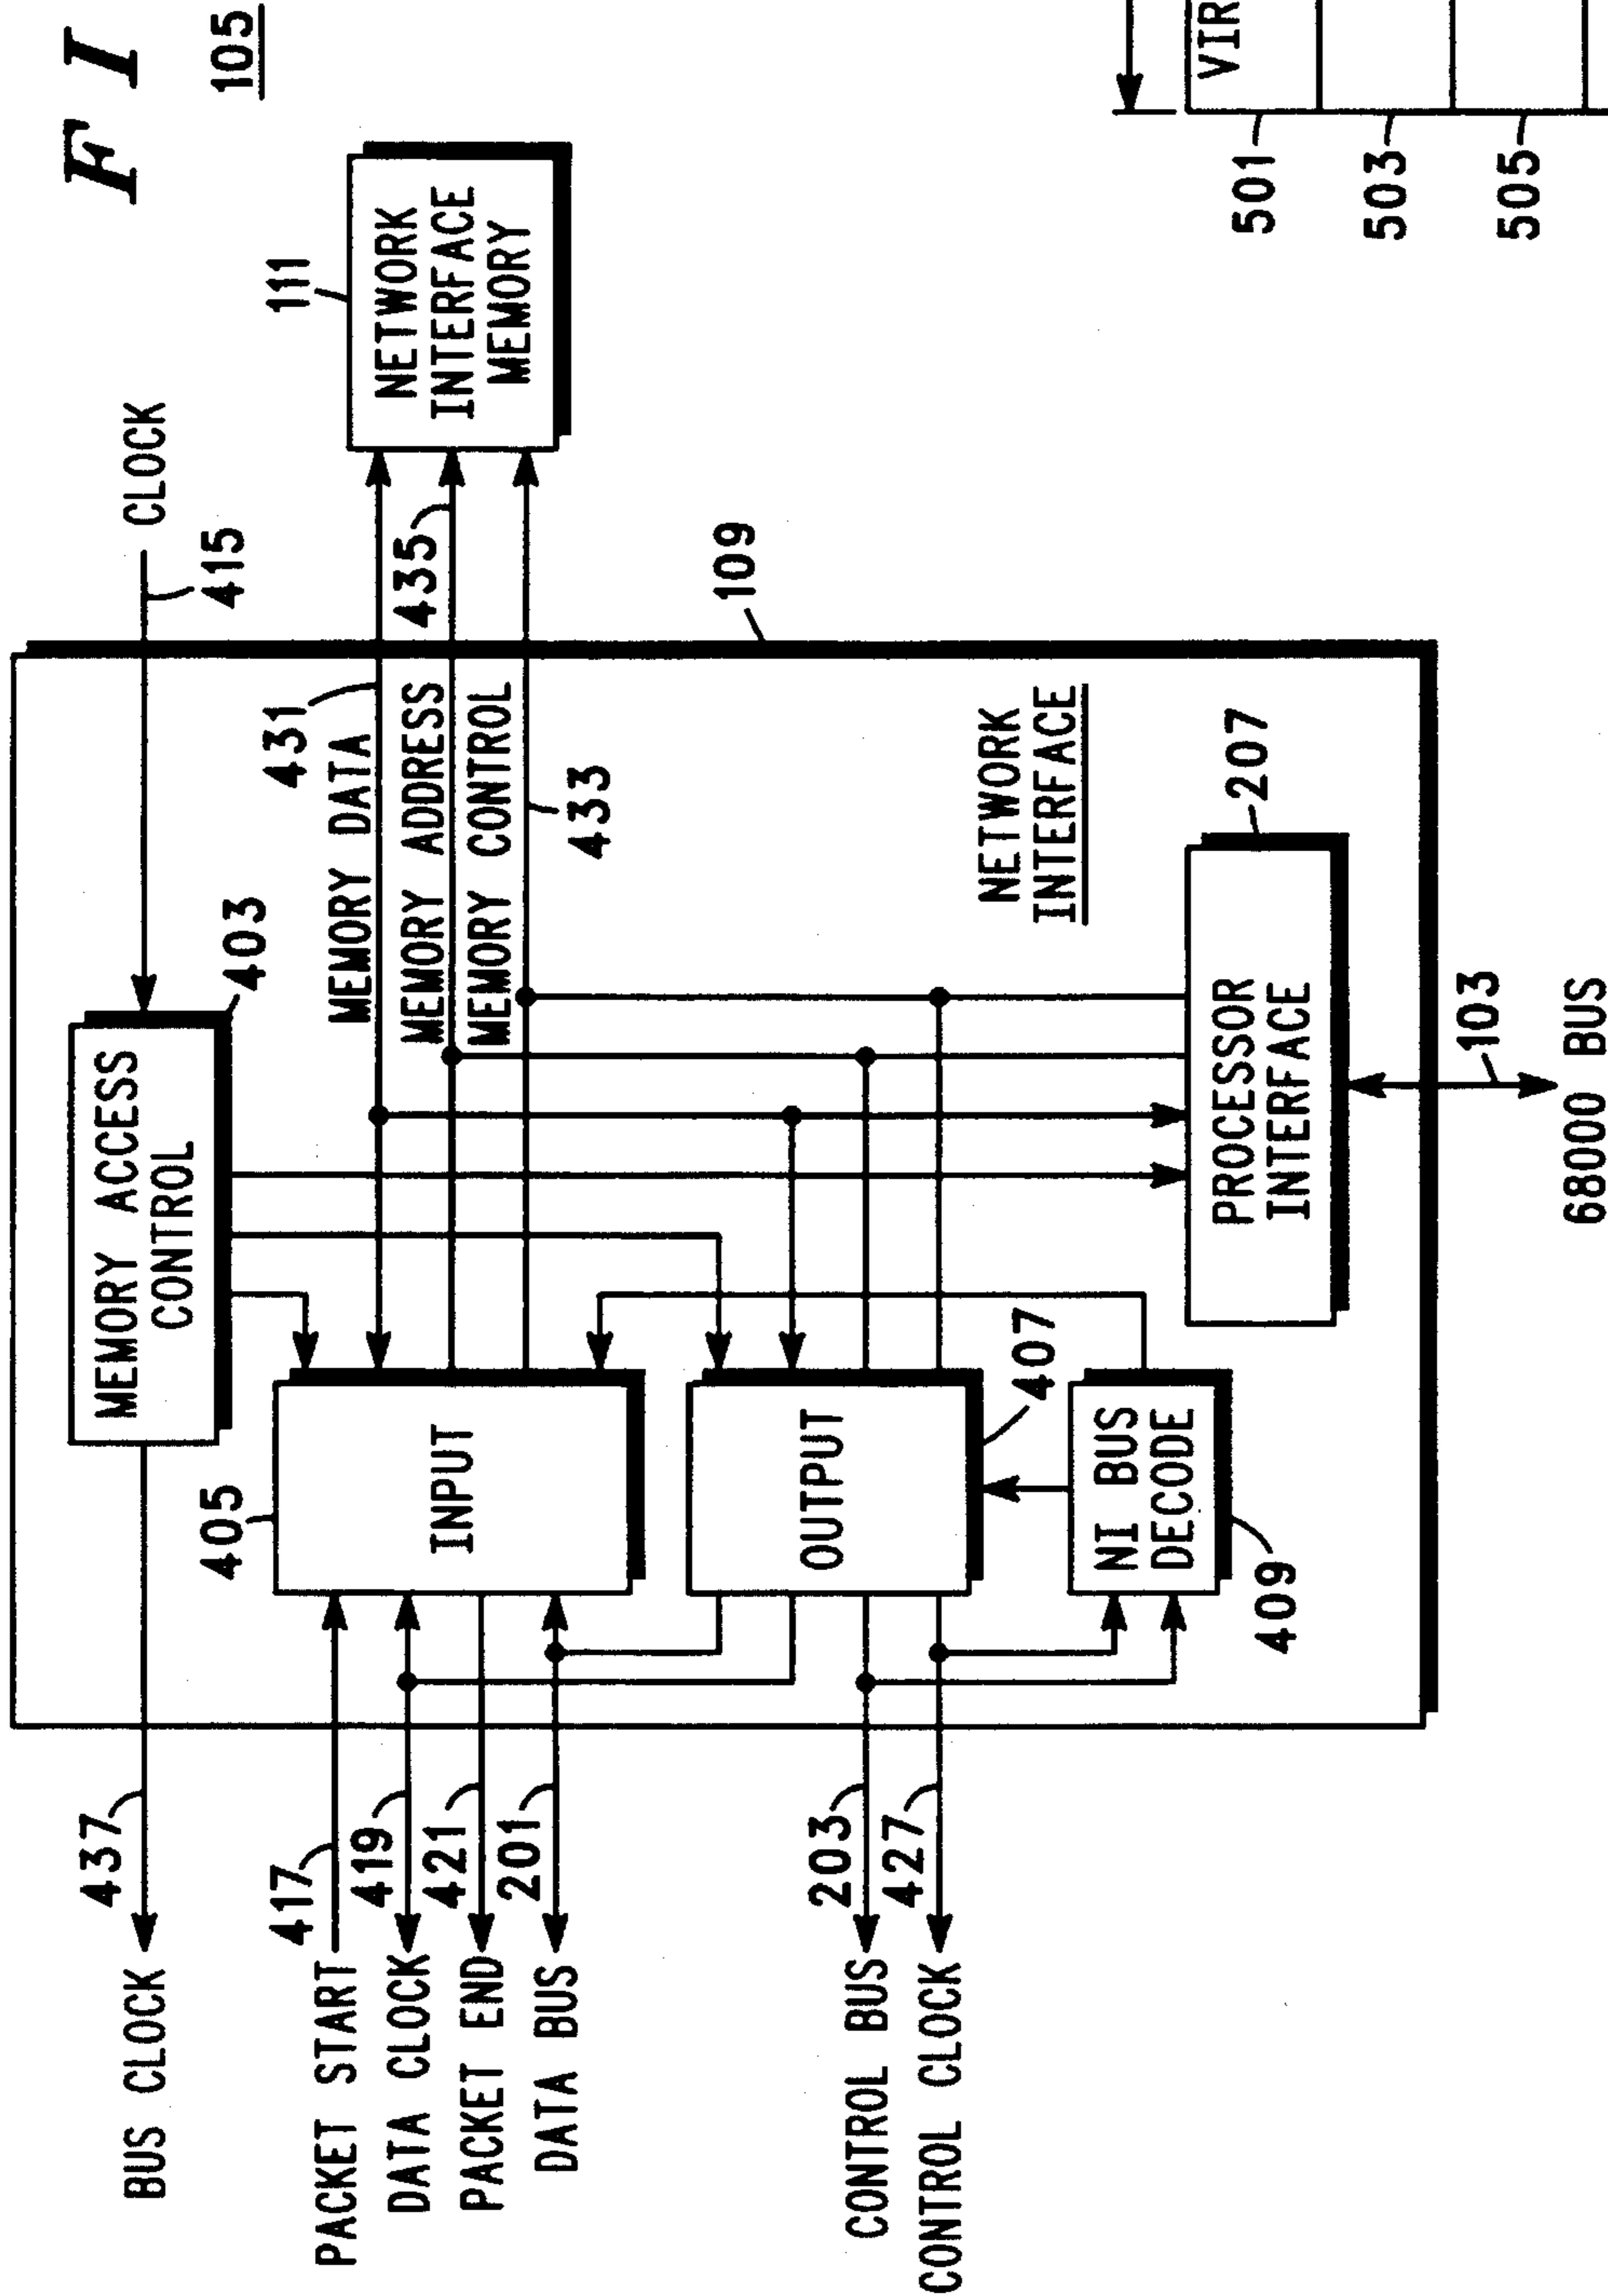 F I
105
CLOCK
415
111
NETWORK
INTERFACE
MEMORY
435
109
437
BUS CLOCK
MEMORY ACCESS
CONTROL
403
431
MEMORY DATA
MEMORY ADDRESS
MEMORY CONTROL
433
417
PACKET START
419
DATA CLOCK
421
PACKET END
201
DATA BUS
405
INPUT
203
CONTROL BUS
427
CONTROL CLOCK
OUTPUT
407
NI BUS
DECODE
409
NETWORK
INTERFACE
207
PROCESSOR
INTERFACE
103
68000 BUS
VIR
501
503
505